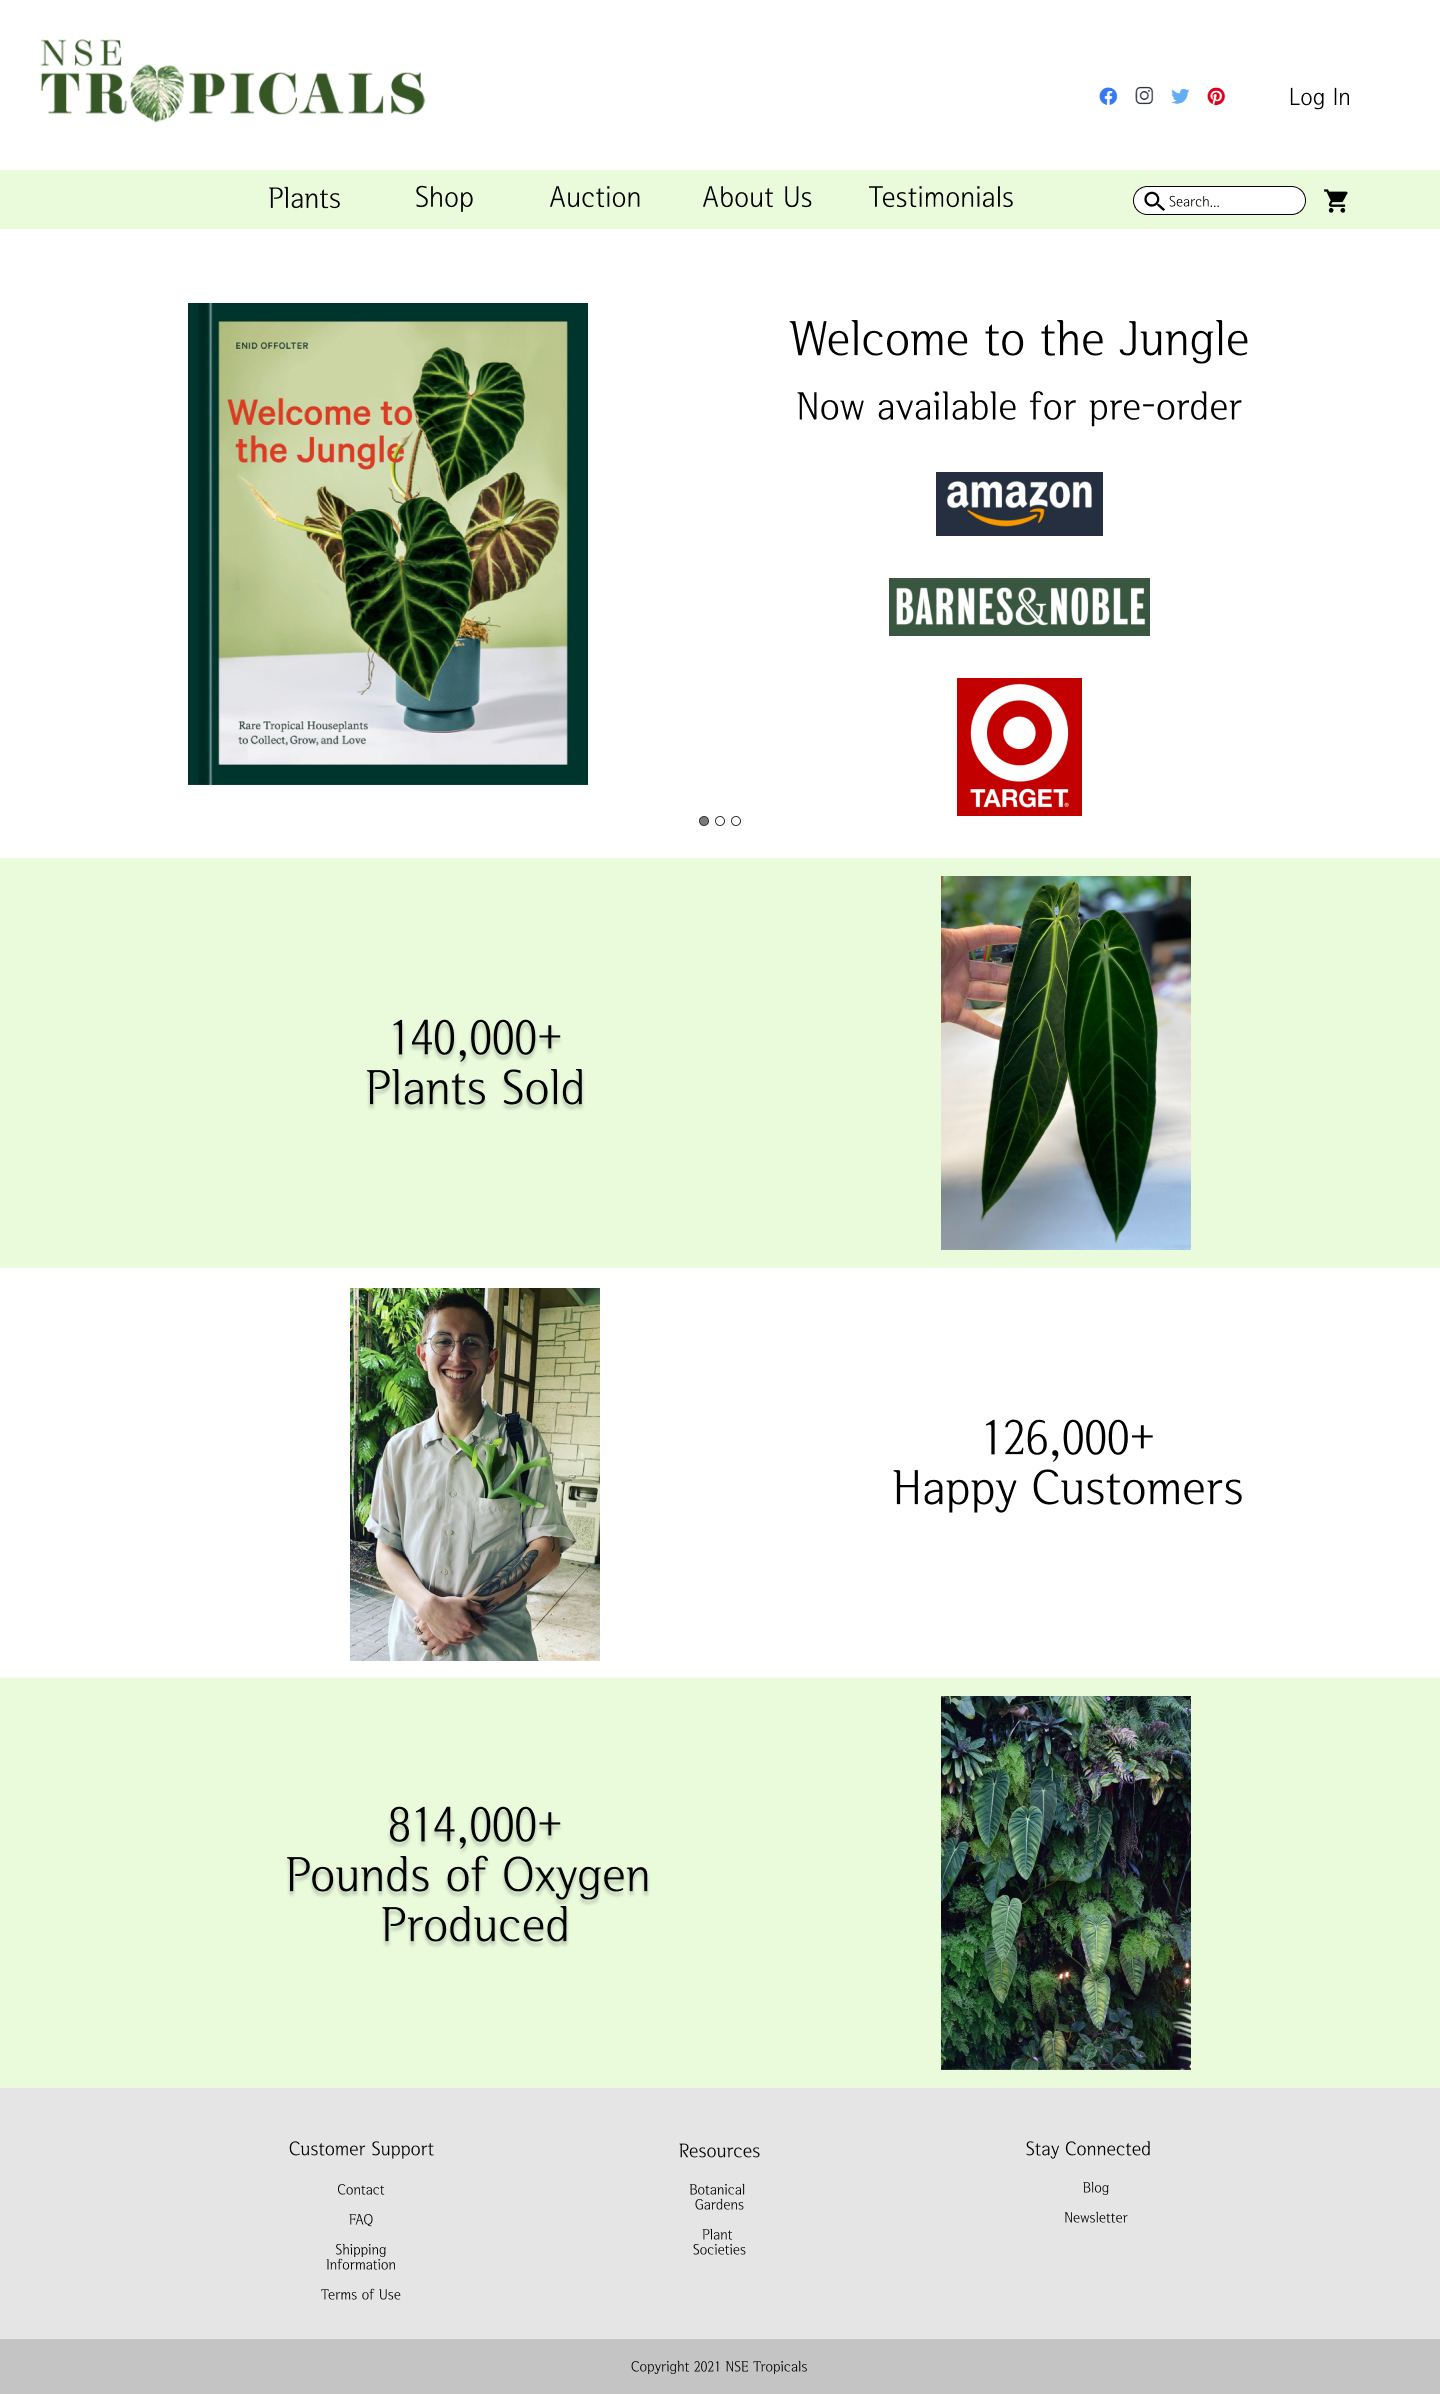 NSE
TROPICALS
Log In
Plants Shop Auction About Us Testimonials Search...
ENID OFFOLTER
Welcome to
the Jungle
Rare Tropical Houseplants
to Collect, Grow, and Love
Welcome to the Jungle
Now available for pre-order
amazon
BARNES&NOBLE
TARGET®
140,000+
Plants Sold
126,000+
Happy Customers
814,000+
Pounds of Oxygen
Produced
Customer Support
Contact
FAQ
Shipping
Information
Terms of Use
Resources
Botanical
Gardens
Plant
Societies
Stay Connected
Blog
Newsletter
Copyright 2021 NSE Tropicals